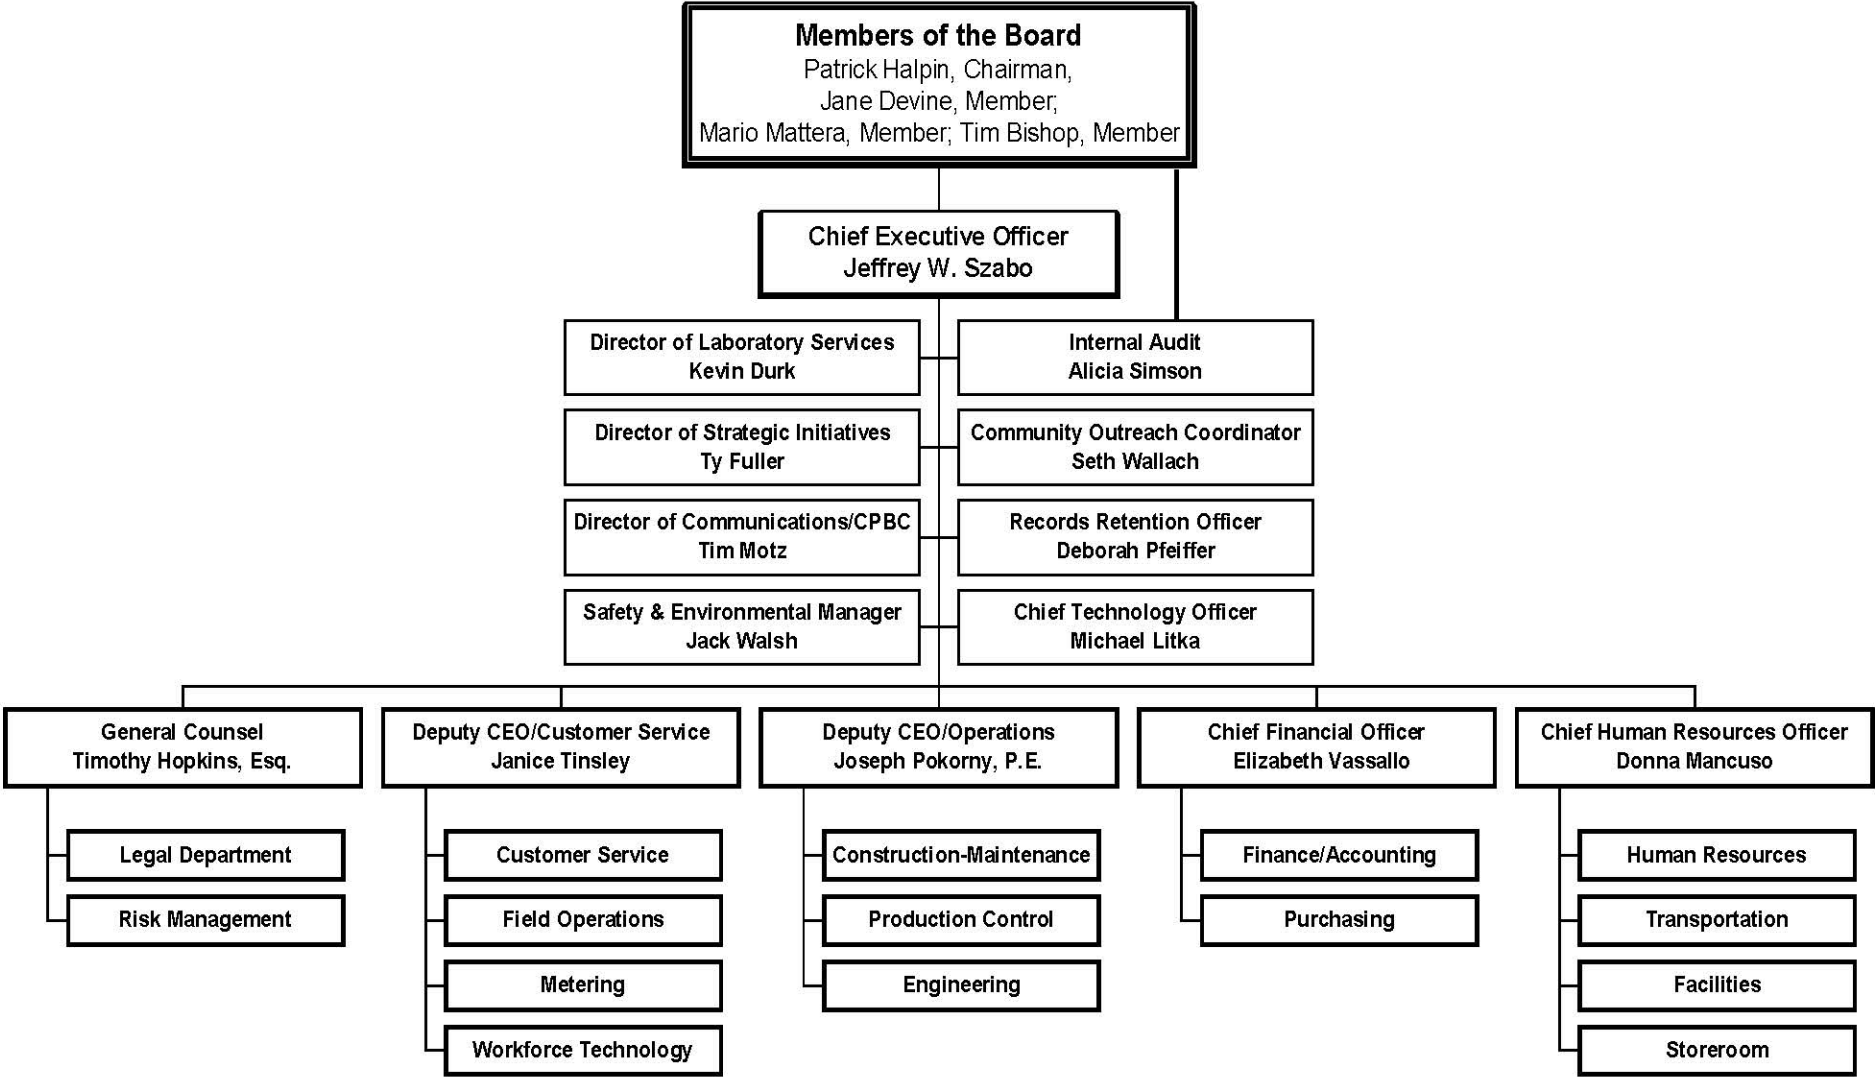 Members of the Board
Patrick Halpin, Chairman,
Jane Devine, Member;
Mario Mattera, Member; Tim Bishop, Member
Chief Executive Officer
Jeffrey W. Szabo
Director of Laboratory Services
Kevin Durk
Internal Audit
Alicia Simson
Director of Strategic Initiatives
Ty Fuller
Community Outreach Coordinator
Seth Wallach
Director of Communications/CPBC
Tim Motz
Records Retention Officer
Deborah Pfeiffer
Safety & Environmental Manager
Jack Walsh
Chief Technology Officer
Michael Litka
General Counsel
Timothy Hopkins, Esq.
Legal Department
Risk Management
Deputy CEO/Customer Service
Janice Tinsley
Customer Service
Field Operations
Metering
Workforce Technology
Deputy CEO/Operations
Joseph Pokorny, P.E.
Construction-Maintenance
Production Control
Engineering
Chief Financial Officer
Elizabeth Vassallo
Finance/Accounting
Purchasing
Chief Human Resources Officer
Donna Mancuso
Human Resources
Transportation
Facilities
Storeroom